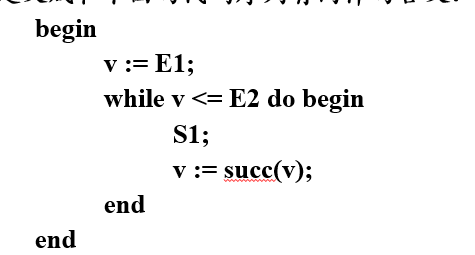 begin
v := E1;
while v <= E2 do begin
S1;
v := succ(v);
end
end